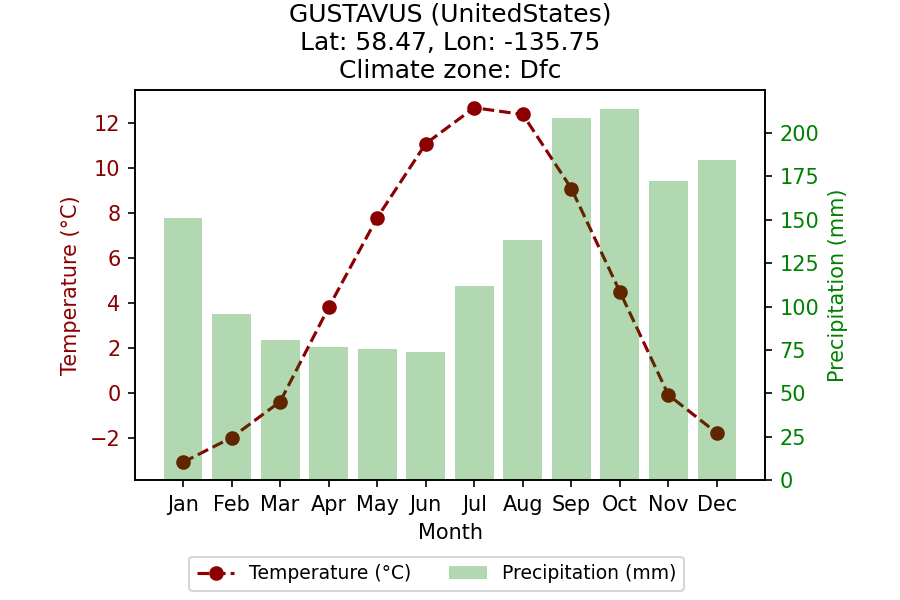 GUSTAVUS (UnitedStates)
Lat: 58.47, Lon: -135.75
Climate zone: Dfc
12
10
8
6
4
2
0
−2
Temperature (°C)
200
175
150
125
100
75
50
25
0
Precipitation (mm)
Jan Feb Mar Apr May Jun Jul Aug Sep Oct Nov Dec
Month
Temperature (°C) Precipitation (mm)